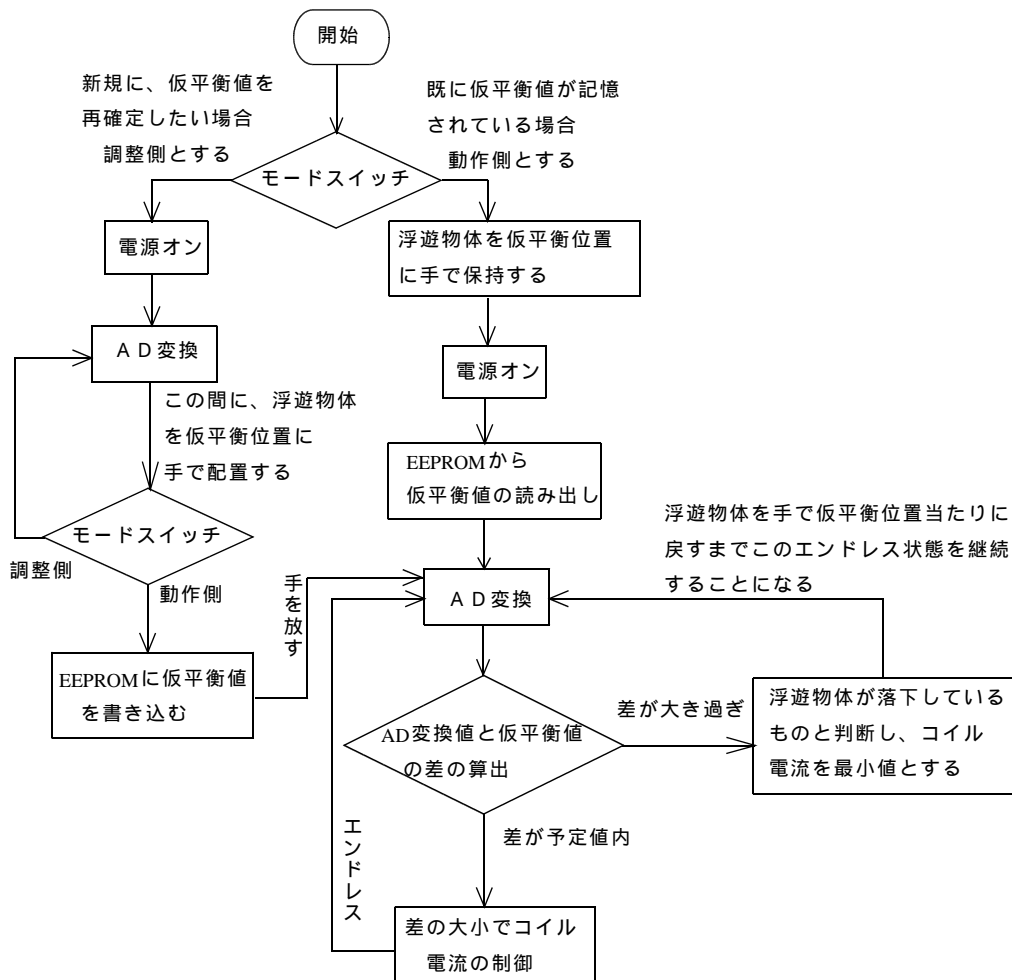 開始
新規に、仮平衡値を
再確定したい場合
調整側とする
既に仮平衡値が記憶
されている場合
動作側とする
モードスイッチ
電源オン
浮遊物体を仮平衡位置
に手で保持する
ＡＤ変換
電源オン
この間に、浮遊物体
を仮平衡位置に
手で配置する
EEPROMから
仮平衡値の読み出し
モードスイッチ
調整側
動作側
浮遊物体を手で仮平衡位置当たりに
戻すまでこのエンドレス状態を継続
することになる
手を放す
ＡＤ変換
EEPROMに仮平衡値
を書き込む
AD変換値と仮平衡値
の差の算出
差が大き過ぎ
浮遊物体が落下している
ものと判断し、コイル
電流を最小値とする
エンドレス
差が予定値内
差の大小でコイル
電流の制御